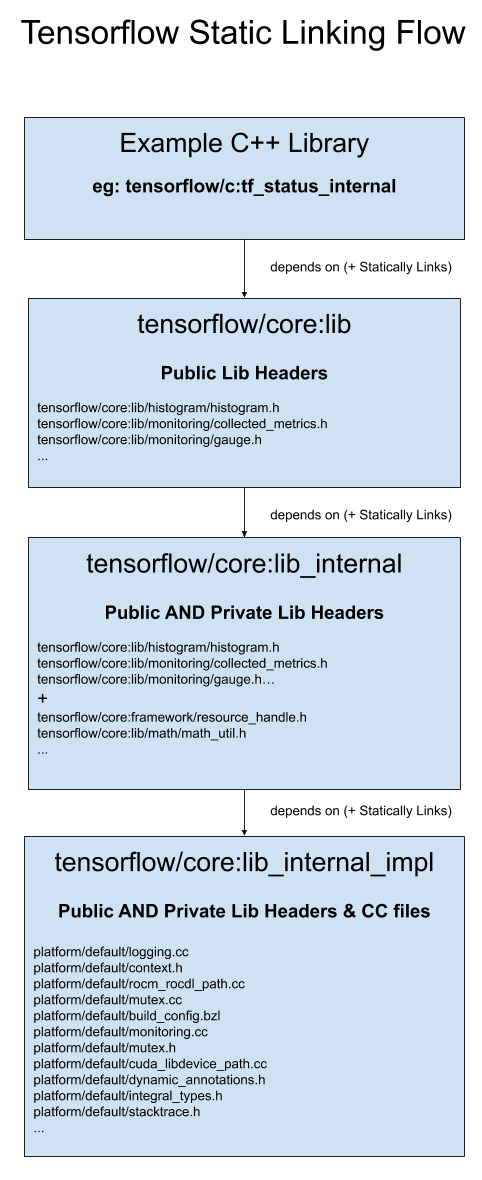 Tensorflow Static Linking Flow
Example C++ Library
eg: tensorflow/c:tf_status_internal
depends on (+ Statically Links)
tensorflow/core:lib
Public Lib Headers
tensorflow/core:lib/histogram/histogram.h
tensorflow/core:lib/monitoring/collected_metrics.h
tensorflow/core:lib/monitoring/gauge.h
...
depends on (+ Statically Links)
tensorflow/core:lib_internal
Public AND Private Lib Headers
tensorflow/core:lib/histogram/histogram.h
tensorflow/core:lib/monitoring/collected_metrics.h
tensorflow/core:lib/monitoring/gauge.h…
+
tensorflow/core:framework/resource_handle.h
tensorflow/core:lib/math/math_util.h
...
depends on (+ Statically Links)
tensorflow/core:lib_internal_impl
Public AND Private Lib Headers & CC files
platform/default/logging.cc
platform/default/context.h
platform/default/rocm_rocdl_path.cc
platform/default/mutex.cc
platform/default/build_config.bzl
platform/default/monitoring.cc
platform/default/mutex.h
platform/default/cuda_libdevice_path.cc
platform/default/dynamic_annotations.h
platform/default/integral_types.h
platform/default/stacktrace.h
...